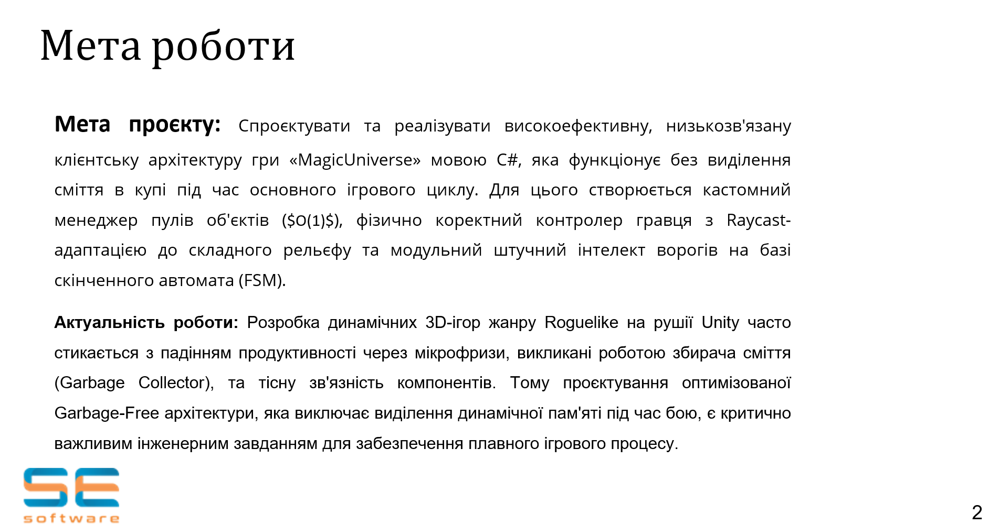 Мета роботи
Мета проєкту: Спроєктувати та реалізувати високоефективну, низькозв'язану
клієнтську архітектуру гри «MagicUniverse» мовою C#, яка функціонує без виділення
сміття в купі під час основного ігрового циклу. Для цього створюється кастомний
менеджер пулів об'єктів ($O(1)$), фізично коректний контролер гравця з Raycast-
адаптацією до складного рельєфу та модульний штучний інтелект ворогів на базі
скінченного автомата (FSM).
Актуальність роботи: Розробка динамічних 3D-ігор жанру Roguelike на рушії Unity часто
стикається з падінням продуктивності через мікрофризи, викликані роботою збирача сміття
(Garbage Collector), та тісну зв'язність компонентів. Тому проєктування оптимізованої
Garbage-Free архітектури, яка виключає виділення динамічної пам'яті під час бою, є критично
важливим інженерним завданням для забезпечення плавного ігрового процесу.
SE
software
2